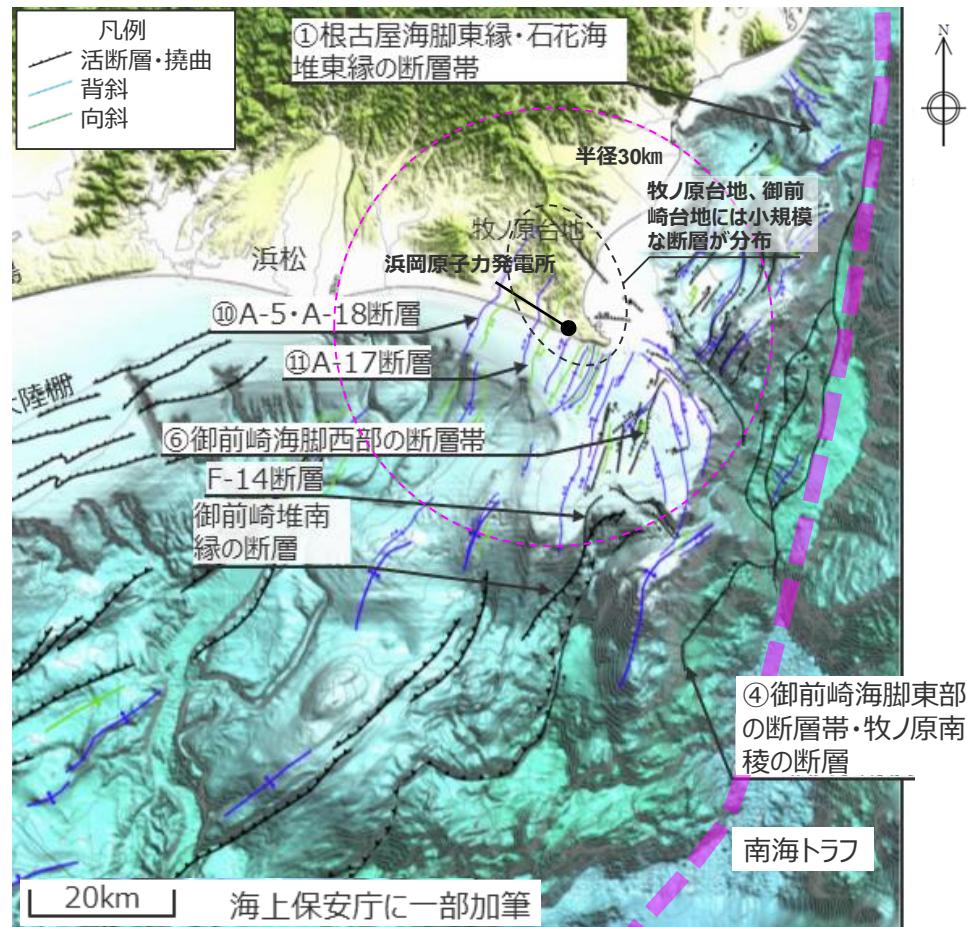 凡例
活断層・撓曲
背斜
向斜
①根古屋海脚東縁・石花海
堆東縁の断層帯
N
半径30㎞
牧ノ原台地、御前
崎台地には小規模
な断層が分布
牧ノ原台地
浜松
浜岡原子力発電所
⑩A-5・A-18断層
⑪A-17断層
陸棚
⑥御前崎海脚西部の断層帯
F-14断層
御前崎堆南
縁の断層
④御前崎海脚東部
の断層帯・牧ノ原南
稜の断層
南海トラフ
20km
海上保安庁に一部加筆